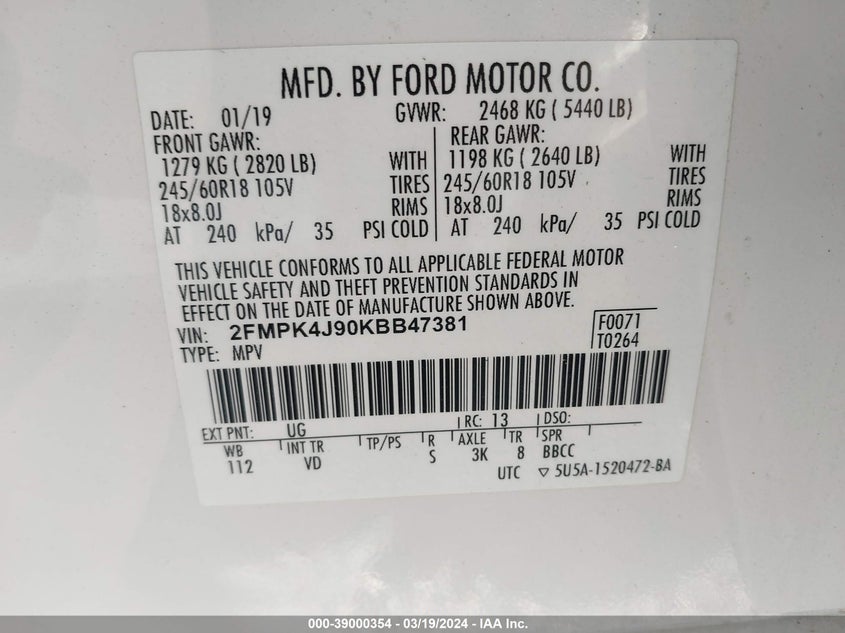 MFD. BY FORD MOTOR CO.
DATE: 01/19 GVWR: 2468 KG ( 5440 LB)
FRONT GAWR: REAR GAWR:
1279 KG ( 2820 LB) WITH 1198 KG ( 2640 LB) WITH
245/60R18 105V TIRES 245/60R18 105V TIRES
18x8.0J RIMS 18x8.0J RIMS
AT 240 kPa/ 35 PSI COLD AT 240 kPa/ 35 PSI COLD
THIS VEHICLE CONFORMS TO ALL APPLICABLE FEDERAL MOTOR
VEHICLE SAFETY AND THEFT PREVENTION STANDARDS IN
EFFECT ON THE DATE OF MANUFACTURE SHOWN ABOVE.
VIN: 2FMPK4J90KBB47381 F0071
TYPE: MPV T0264
EXT PNT: UG RC: 13 DSO:
WB INT TR TP/PS R AXLE TR SPR
112 VD S 3K 8 BBCC
UTC ▽ 5U5A-1520472-BA
000-39000354 - 03/19/2024 - IAA Inc.